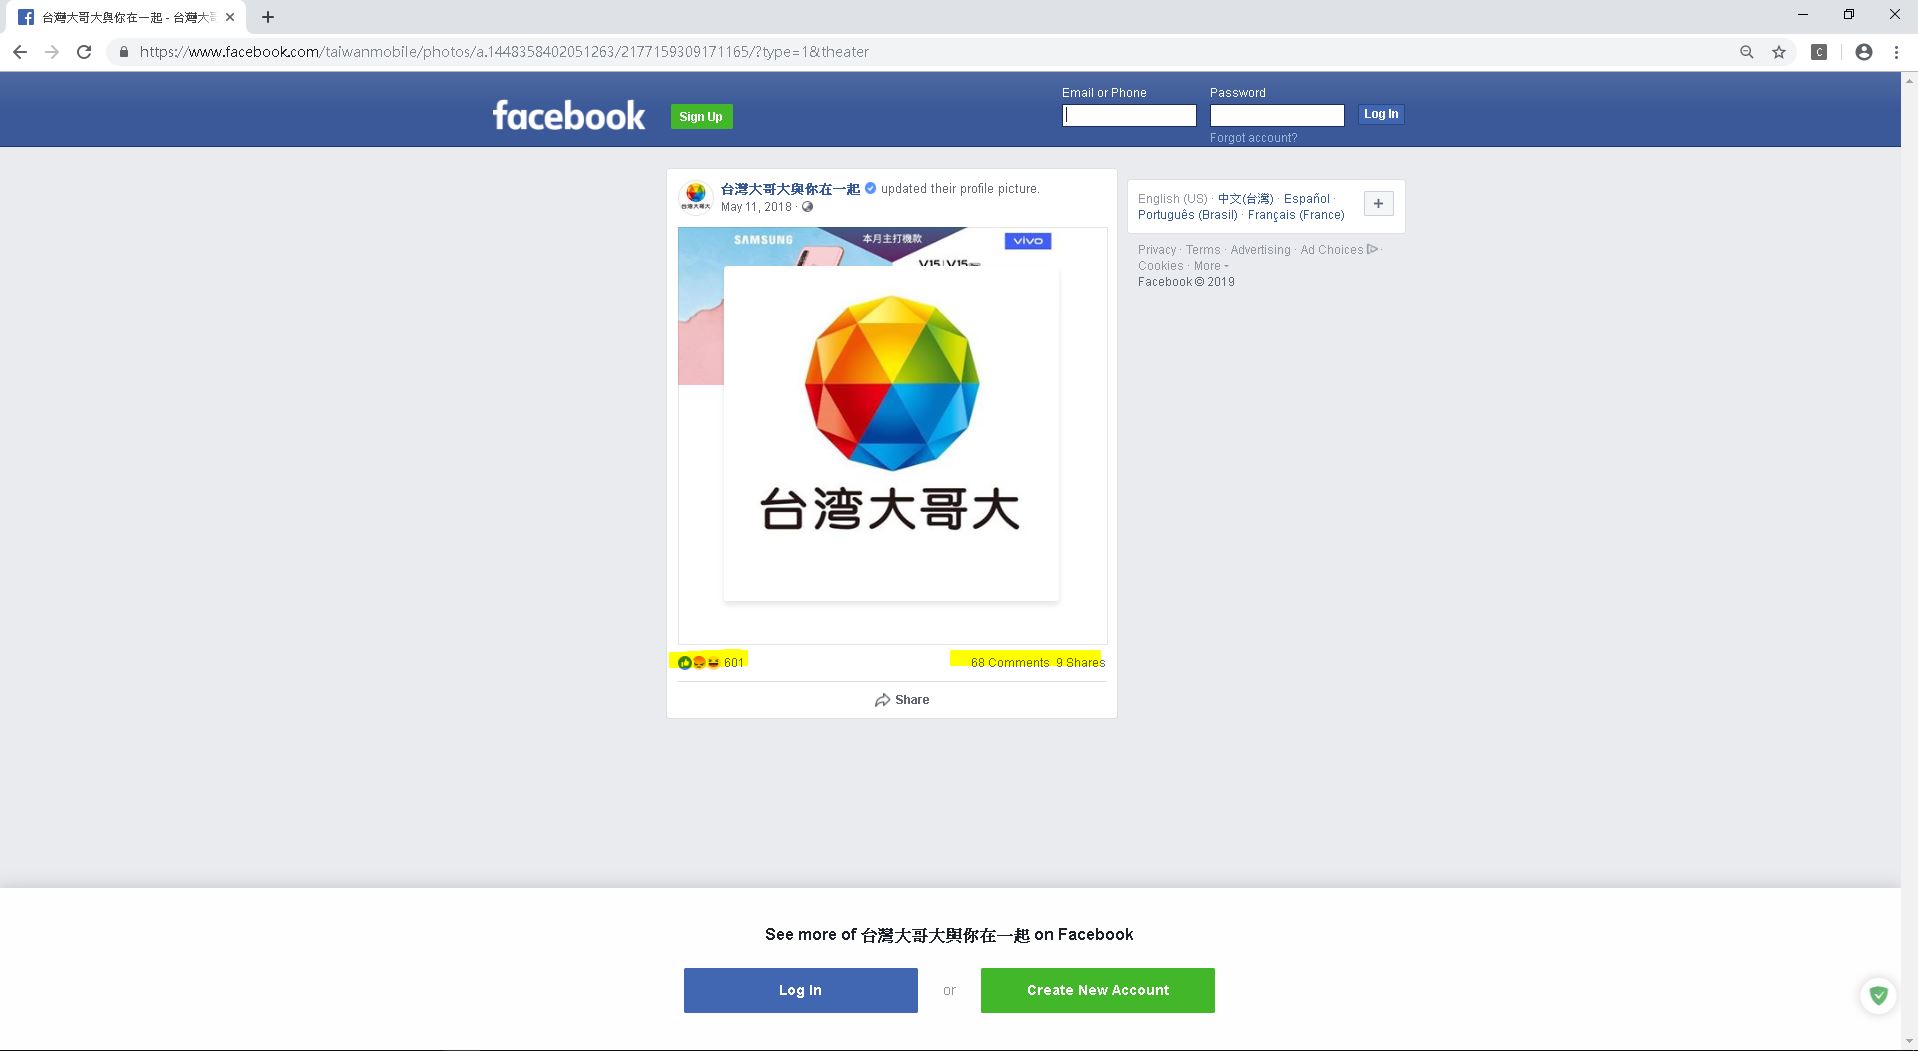 台灣大哥大與你在一起 - 台灣大哥
https://www.facebook.com/taiwanmobile/photos/a.1448358402051263/2177159309171165/?type=1&theater
facebook
Sign Up
Email or Phone
Password
Log In
Forgot account?
台灣大哥大與你在一起 updated their profile picture.
May 11, 2018 ·
台灣大哥大
SAMSUNG
本月主打機款
vivo
V15 | V15
台湾大哥大
601
68 Comments 9 Shares
Share
English (US) · 中文(台灣) · Español ·
Português (Brasil) · Français (France)
Privacy · Terms · Advertising · Ad Choices ·
Cookies · More
Facebook © 2019
See more of 台灣大哥大與你在一起 on Facebook
Log In
or
Create New Account